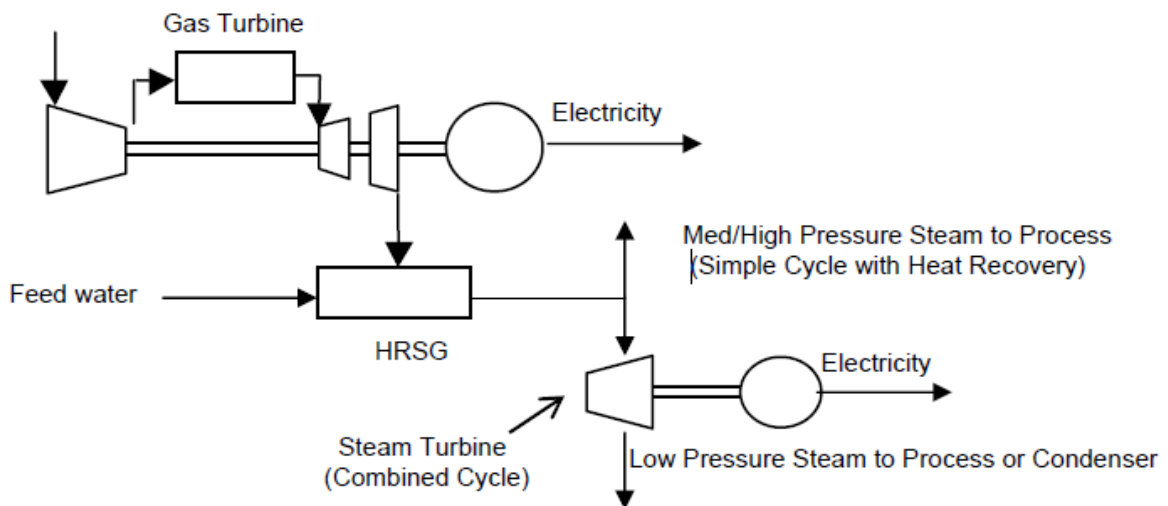 Gas Turbine
Electricity
Med/High Pressure Steam to Process
(Simple Cycle with Heat Recovery)
Feed water
HRSG
Electricity
Steam Turbine
(Combined Cycle)
Low Pressure Steam to Process or Condenser